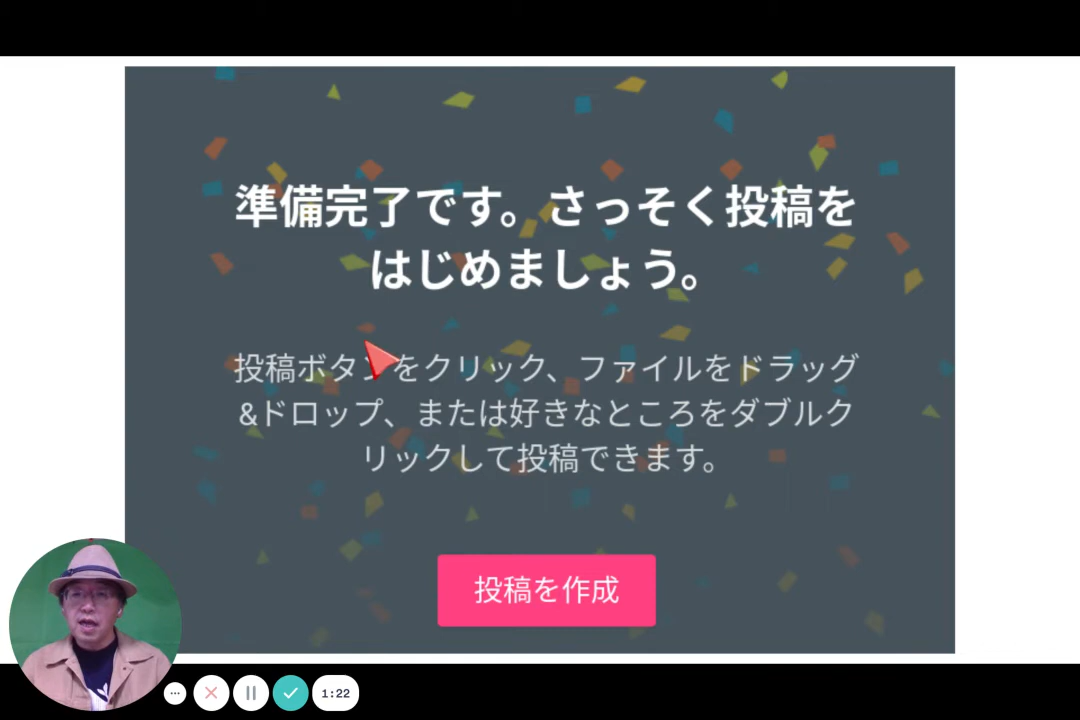 準備完了です。さっそく投稿を
はじめましょう。
投稿ボタンをクリック、ファイルをドラッグ
&ドロップ、または好きなところをダブルク
リックして投稿できます。
投稿を作成
1:22